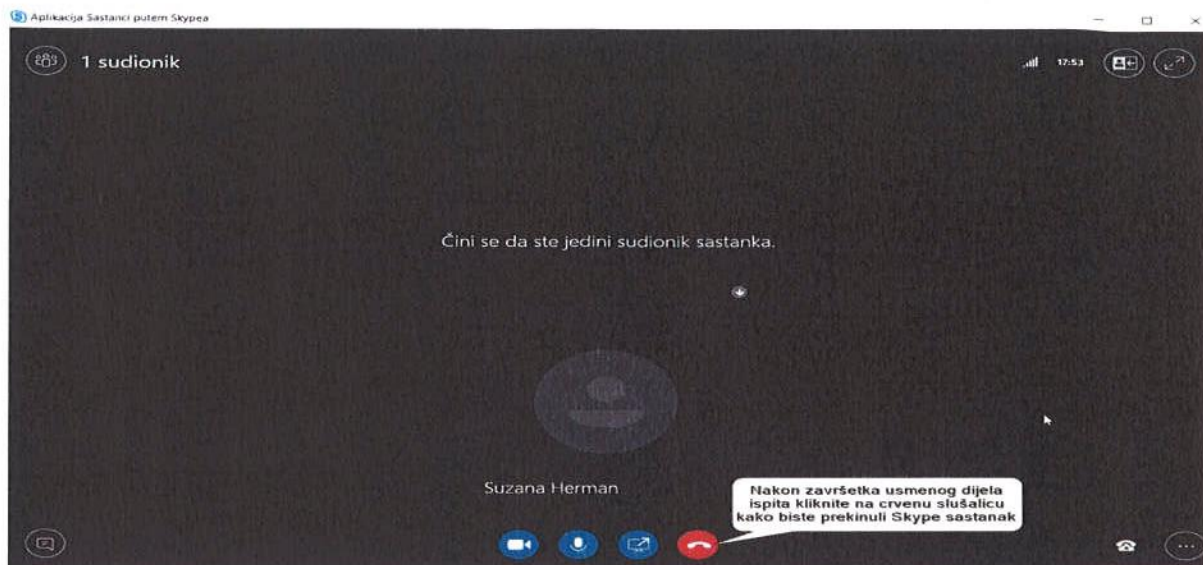 Aplikacija Sastanci putem Skypea
1 sudionik
17:53
Čini se da ste jedini sudionik sastanka.
Suzana Herman
Nakon završetka usmenog dijela
ispita kliknite na crvenu slušalicu
kako biste prekinuli Skype sastanak